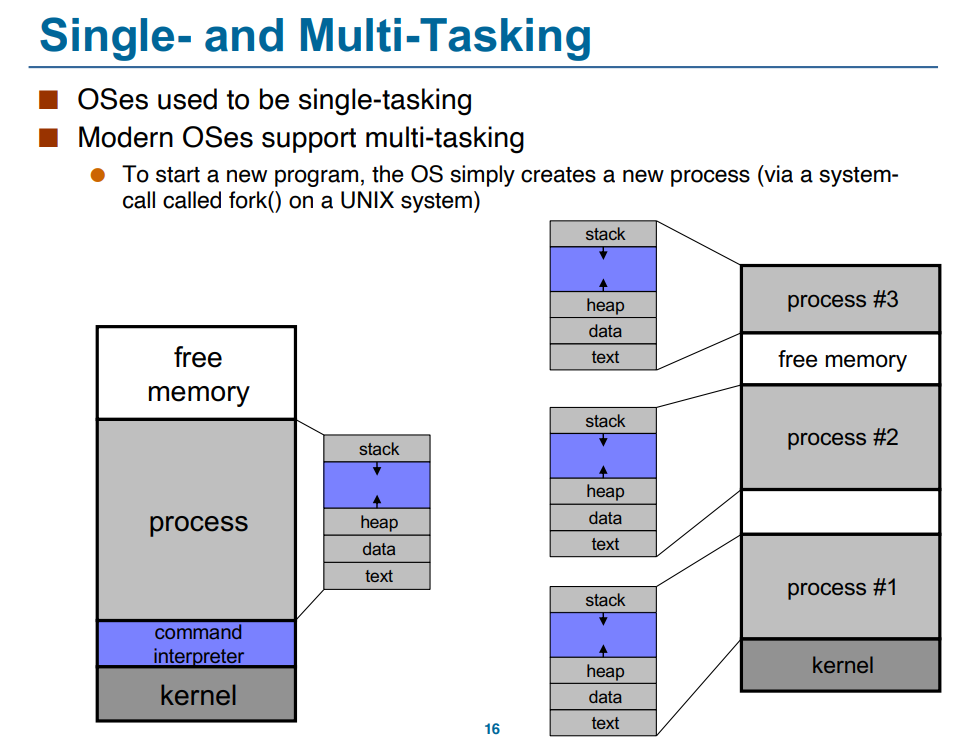 Single- and Multi-Tasking
OSes used to be single-tasking
Modern OSes support multi-tasking
To start a new program, the OS simply creates a new process (via a system-
call called fork() on a UNIX system)
free
memory
process
command
interpreter
kernel
stack
heap
data
text
stack
heap
data
text
stack
heap
data
text
stack
heap
data
text
process #3
free memory
process #2
process #1
kernel
16